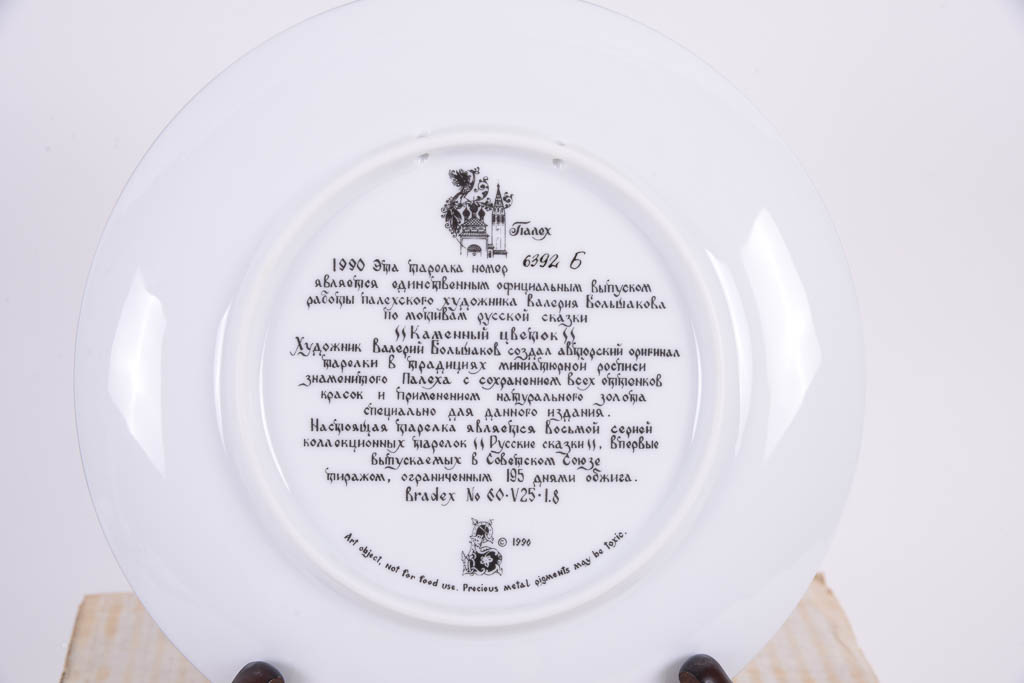 Палех
1990 Эта тарелка номер 6392 Б
является единственным официальным выпуском
работы палехского художника Валерия Большакова
по мотивам русской сказки
"Каменный цветок"
Художник Валерий Большаков создал авторский оригинал
тарелки в традициях миниатюрной росписи
знаменитого Палеха с сохранением всех оттенков
красок и применением натурального золота
специально для данного издания.
Настоящая тарелка является восьмой серией
коллекционных тарелок "Русские сказки", впервые
выпускаемых в Советском Союзе
тиражом, ограниченным 195 днями обжига.
Bradex No 60·V25·1.8
© 1990
Art object, not for food use. Precious metal pigments may be toxic.